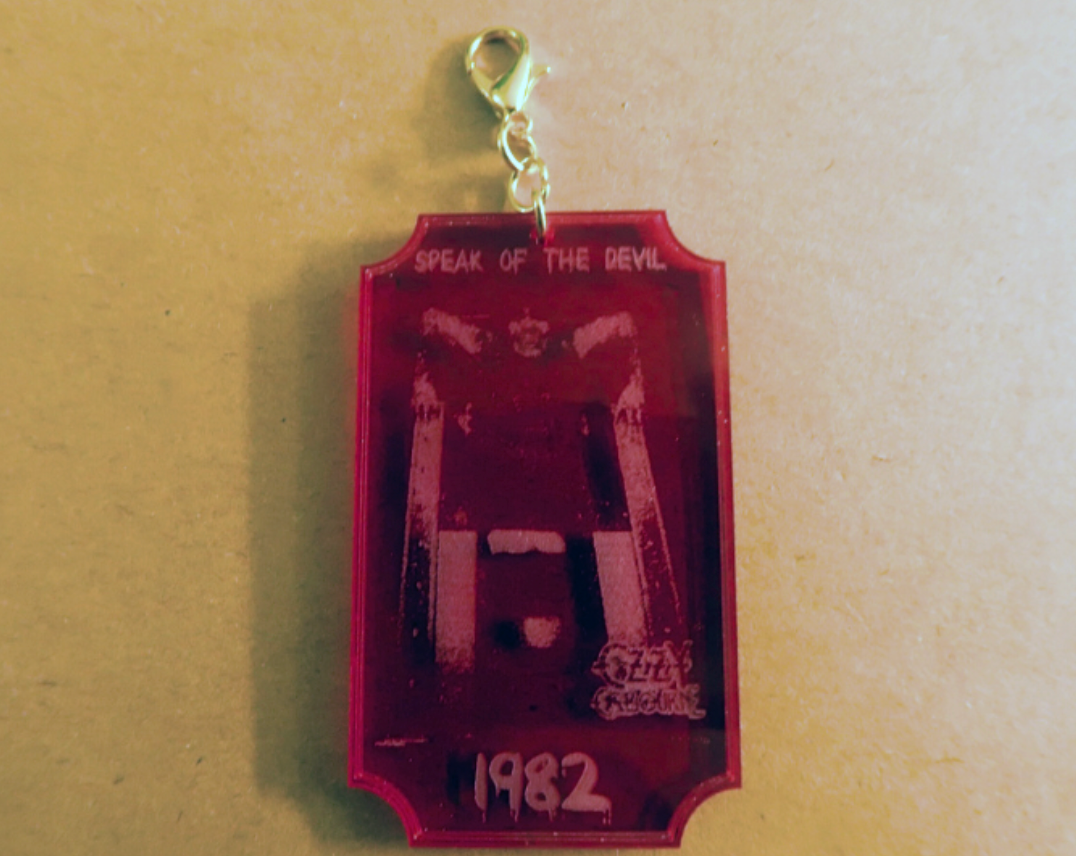 SPEAK OF THE DEVIL
OZZY
OSBOURNE
1982